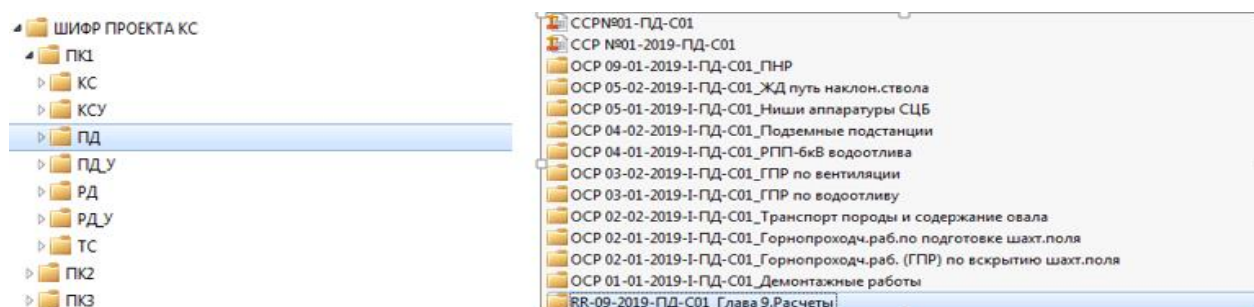 ШИФР ПРОЕКТА КС
ПК1
КС
КСУ
ПД
ПД_У
РД
РД_У
ТС
ПК2
ПК3
ССР№01-ПД-С01
ССР №01-2019-ПД-С01
ОСР 09-01-2019-I-ПД-С01_ПНР
ОСР 05-02-2019-I-ПД-С01_ЖД путь наклон.ствола
ОСР 05-01-2019-I-ПД-С01_Ниши аппаратуры СЦБ
ОСР 04-02-2019-I-ПД-С01_Подземные подстанции
ОСР 04-01-2019-I-ПД-С01_РПП-6кВ водоотлива
ОСР 03-02-2019-I-ПД-С01_ГПР по вентиляции
ОСР 03-01-2019-I-ПД-С01_ГПР по водоотливу
ОСР 02-02-2019-I-ПД-С01_Транспорт породы и содержание овала
ОСР 02-01-2019-I-ПД-С01_Горнопроходч.раб.по подготовке шахт.поля
ОСР 02-01-2019-I-ПД-С01_Горнопроходч.раб. (ГПР) по вскрытию шахт.поля
ОСР 01-01-2019-I-ПД-С01_Демонтажные работы
RR-09-2019-ПД-С01_Глава 9.Расчеты